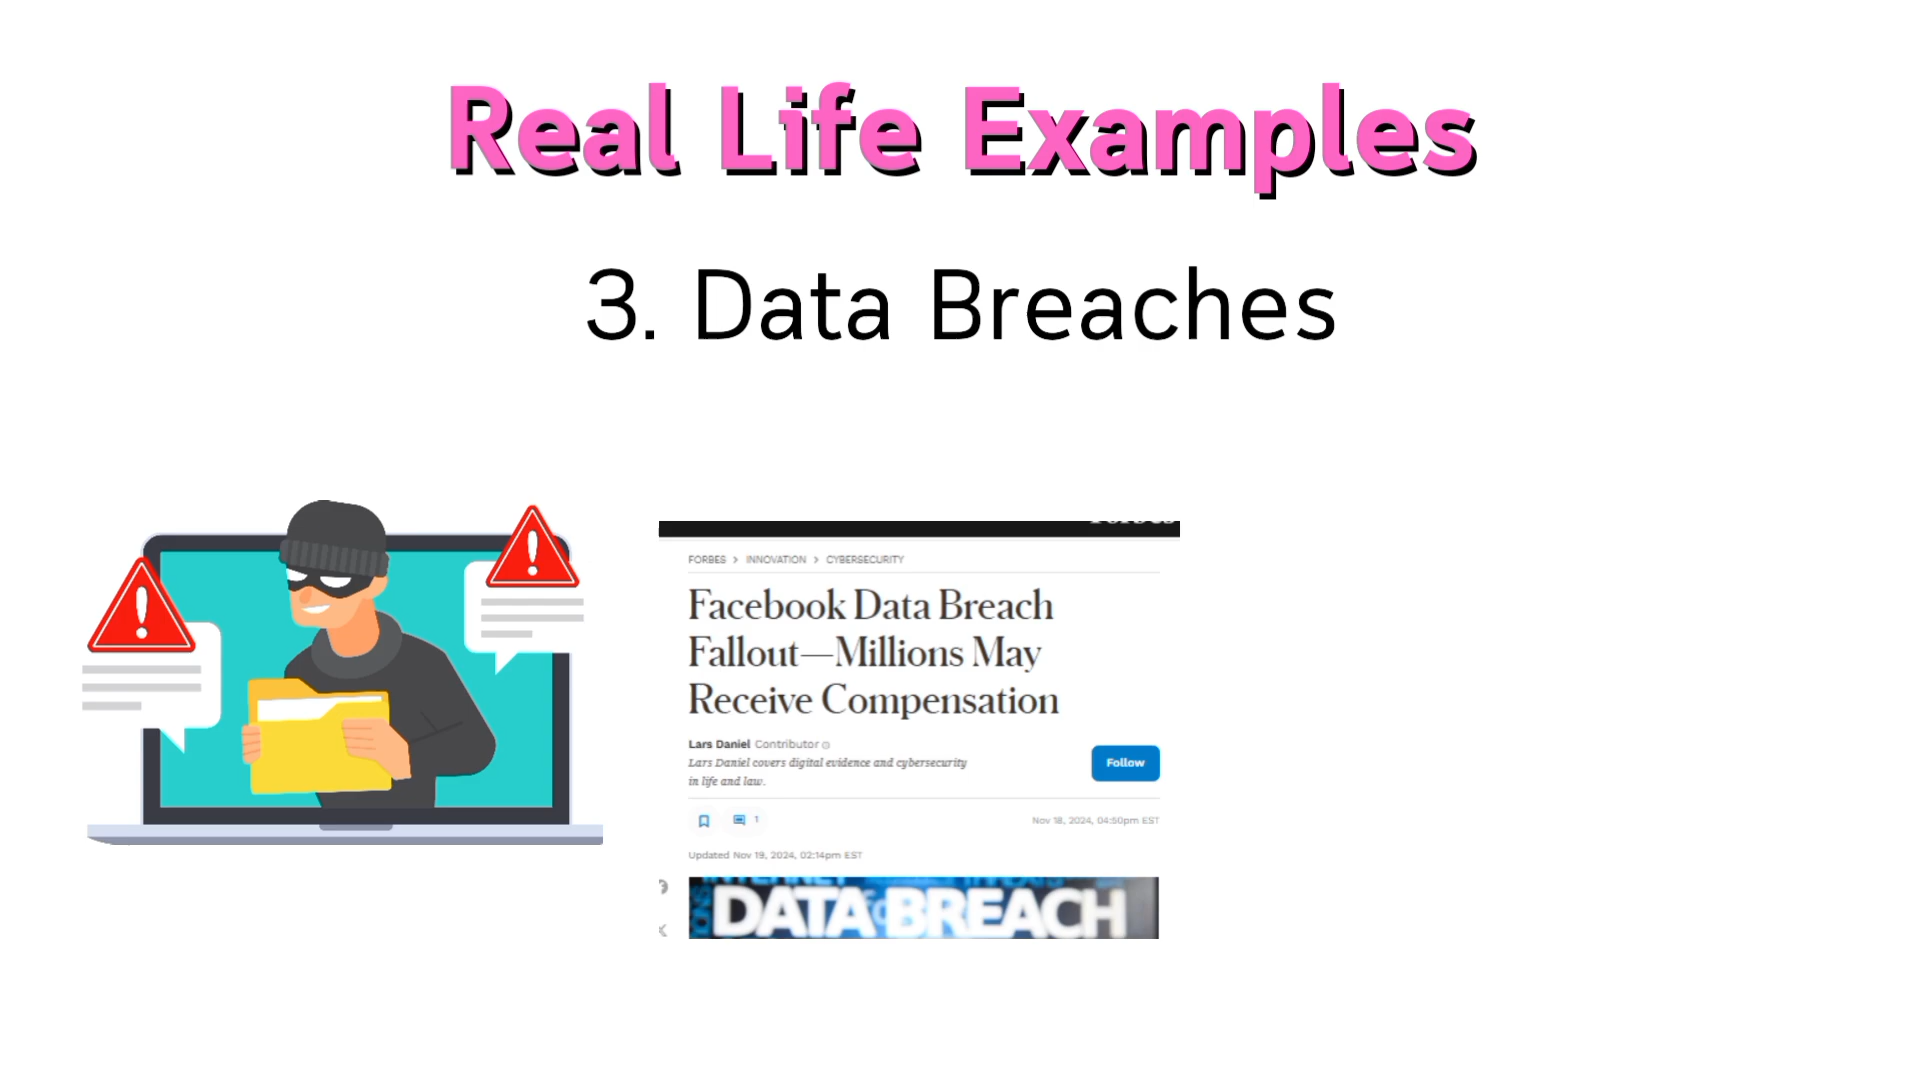 Real Life Examples
3. Data Breaches
Forbes
FORBES > INNOVATION > CYBERSECURITY
Facebook Data Breach
Fallout—Millions May
Receive Compensation
Lars Daniel Contributor
Lars Daniel covers digital evidence and cybersecurity
in life and law.
Follow
1
Nov 18, 2024, 04:50pm EST
Updated Nov 19, 2024, 02:14pm EST
DATA BREACH